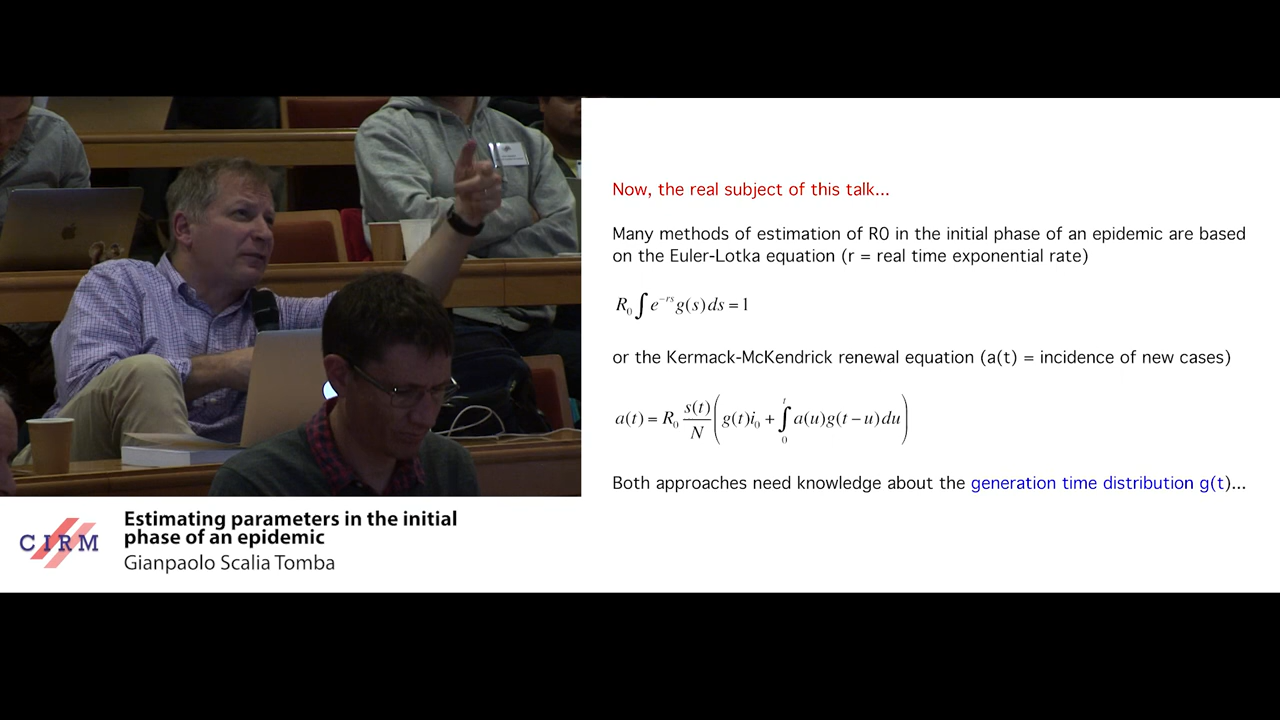 Now, the real subject of this talk...
Many methods of estimation of R0 in the initial phase of an epidemic are based
on the Euler-Lotka equation (r = real time exponential rate)
R₀ ∫ e^{-rs} g(s) ds = 1
or the Kermack-McKendrick renewal equation (a(t) = incidence of new cases)
a(t) = R₀ s(t)/N ( g(t)i₀ + ∫₀ᵗ a(u)g(t − u) du )
Both approaches need knowledge about the generation time distribution g(t)...
CIRM
Estimating parameters in the initial
phase of an epidemic
Gianpaolo Scalia Tomba